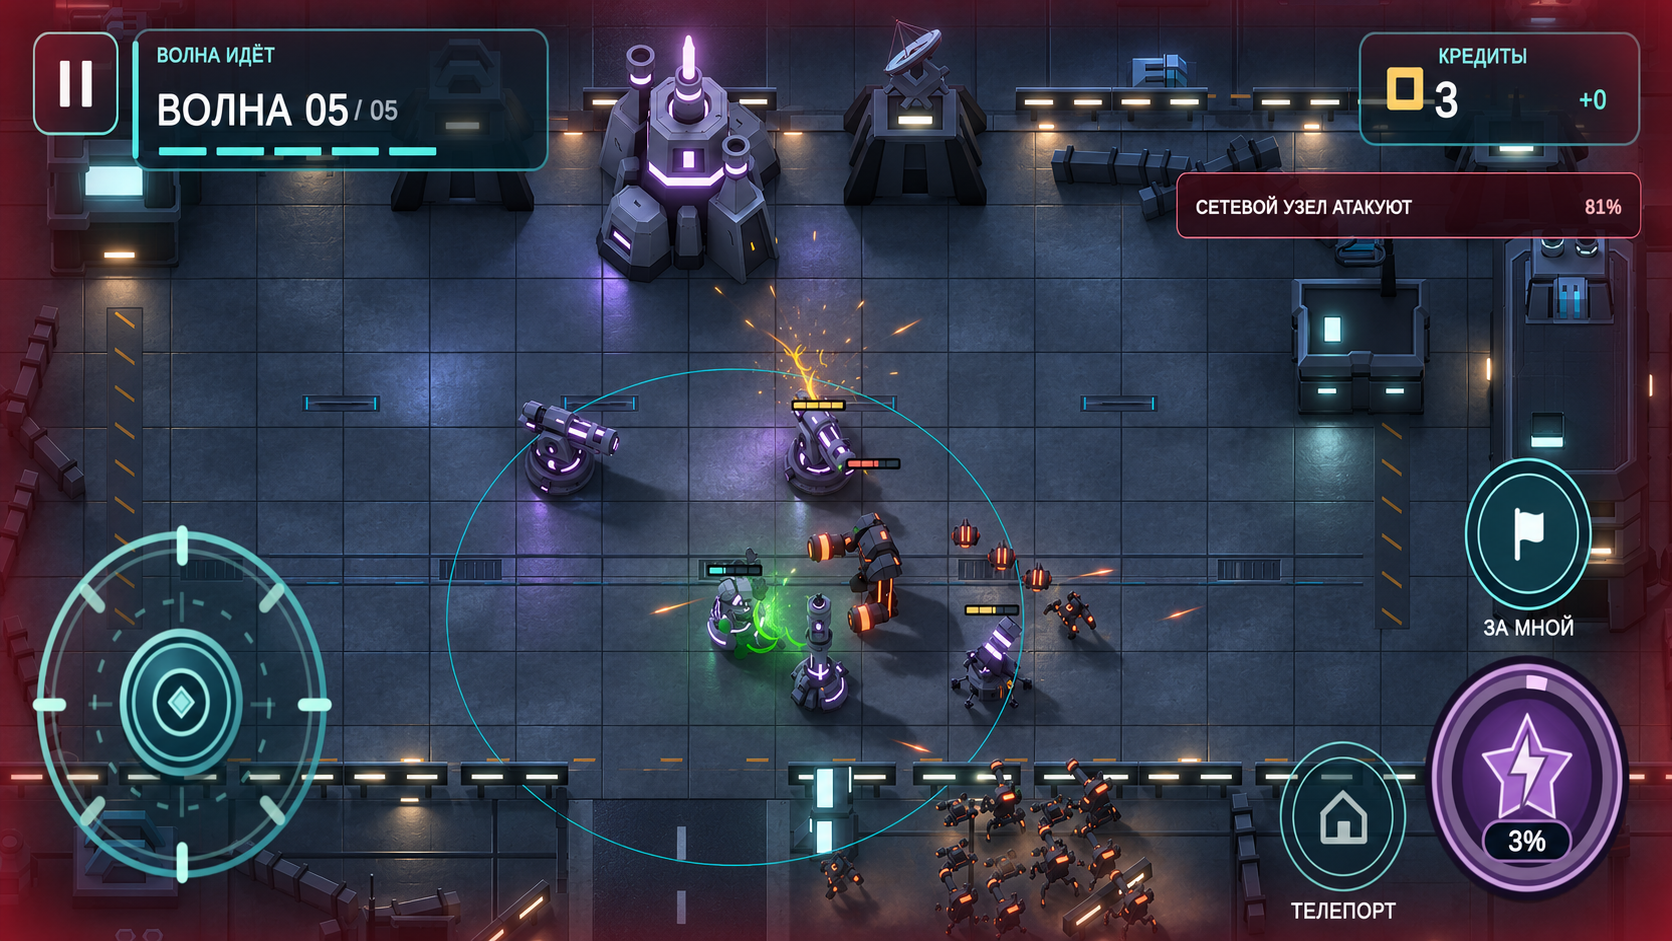 ВОЛНА ИДЁТ
ВОЛНА 05 / 05
КРЕДИТЫ
3 +0
СЕТЕВОЙ УЗЕЛ АТАКУЮТ 81%
ЗА МНОЙ
3%
ТЕЛЕПОРТ